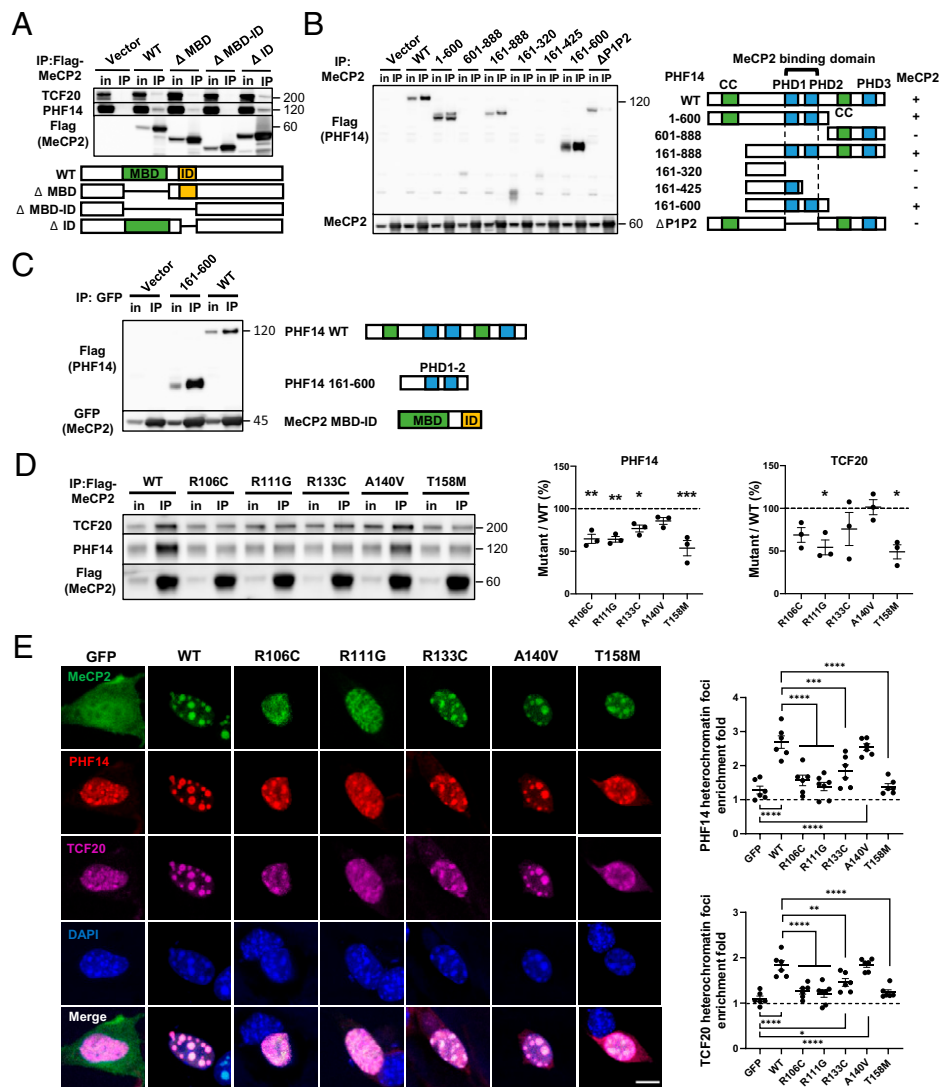 A
IP:Flag-
MeCP2
Vector
WT
Δ MBD
Δ MBD-ID
Δ ID
in IP in IP in IP in IP in IP
TCF20
200
PHF14
120
Flag
(MeCP2)
60
WT
MBD
ID
Δ MBD
Δ MBD-ID
Δ ID
B
IP:
MeCP2
Vector
WT
1-600
601-888
161-888
161-320
161-425
161-600
ΔP1P2
in IP in IP in IP in IP in IP in IP in IP in IP in IP
Flag
(PHF14)
120
MeCP2
60
MeCP2 binding domain
PHF14
CC
PHD1
PHD2
PHD3
MeCP2
WT
+
1-600
CC
+
601-888
-
161-888
+
161-320
-
161-425
-
161-600
+
ΔP1P2
-
C
IP: GFP
Vector
161-600
WT
in IP in IP in IP
Flag
(PHF14)
120
GFP
(MeCP2)
45
PHF14 WT
PHD1-2
PHF14 161-600
MeCP2 MBD-ID
MBD
ID
D
IP:Flag-
MeCP2
WT R106C R111G R133C A140V T158M
in IP in IP in IP in IP in IP in IP
TCF20
200
PHF14
120
Flag
(MeCP2)
60
PHF14
Mutant / WT (%)
100
50
0
** ** * ***
R106C R111G R133C A140V T158M
TCF20
Mutant / WT (%)
100
50
0
* *
R106C R111G R133C A140V T158M
E
GFP WT R106C R111G R133C A140V T158M
MeCP2
PHF14
TCF20
DAPI
Merge
PHF14 heterochromatin foci
enrichment fold
4
3
2
1
0
****
***
****
****
****
GFP WT R106C R111G R133C A140V T158M
TCF20 heterochromatin foci
enrichment fold
3
2
1
0
****
**
****
****
*
****
GFP WT R106C R111G R133C A140V T158M